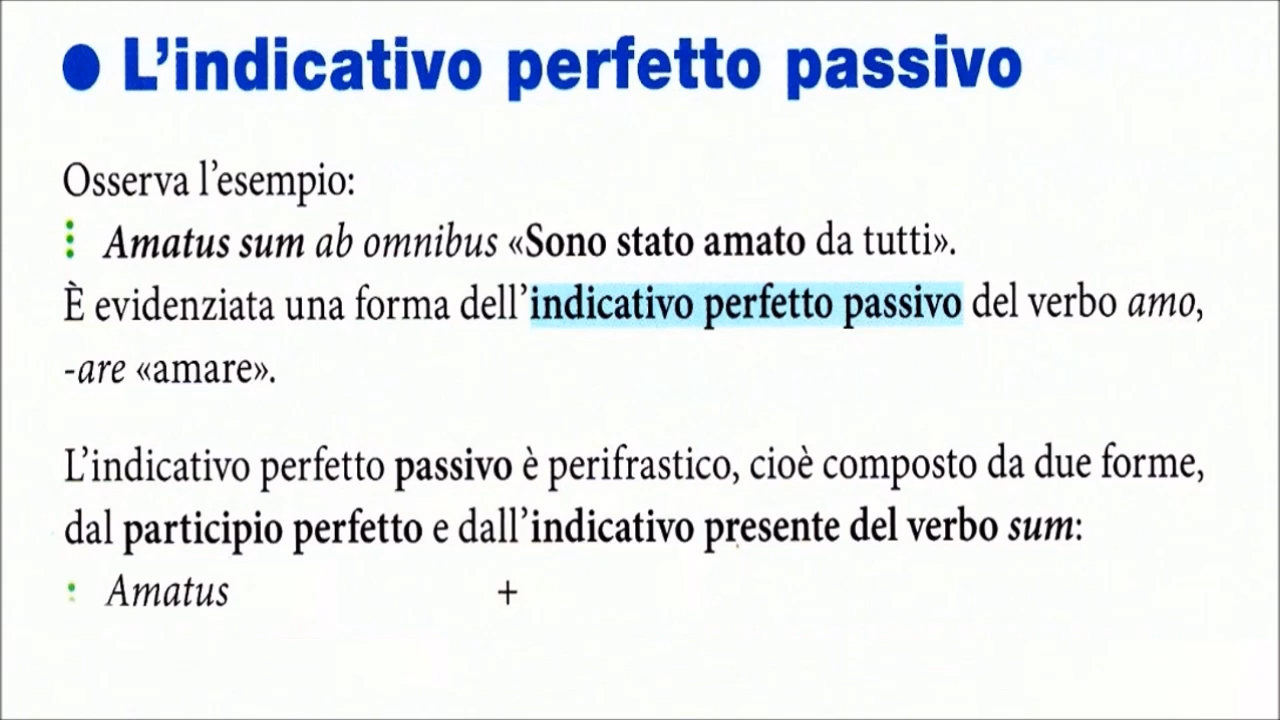 ● L'indicativo perfetto passivo
Osserva l'esempio:
Amatus sum ab omnibus «Sono stato amato da tutti».
È evidenziata una forma dell'indicativo perfetto passivo del verbo amo,
-are «amare».
L'indicativo perfetto passivo è perifrastico, cioè composto da due forme,
dal participio perfetto e dall'indicativo presente del verbo sum:
Amatus +